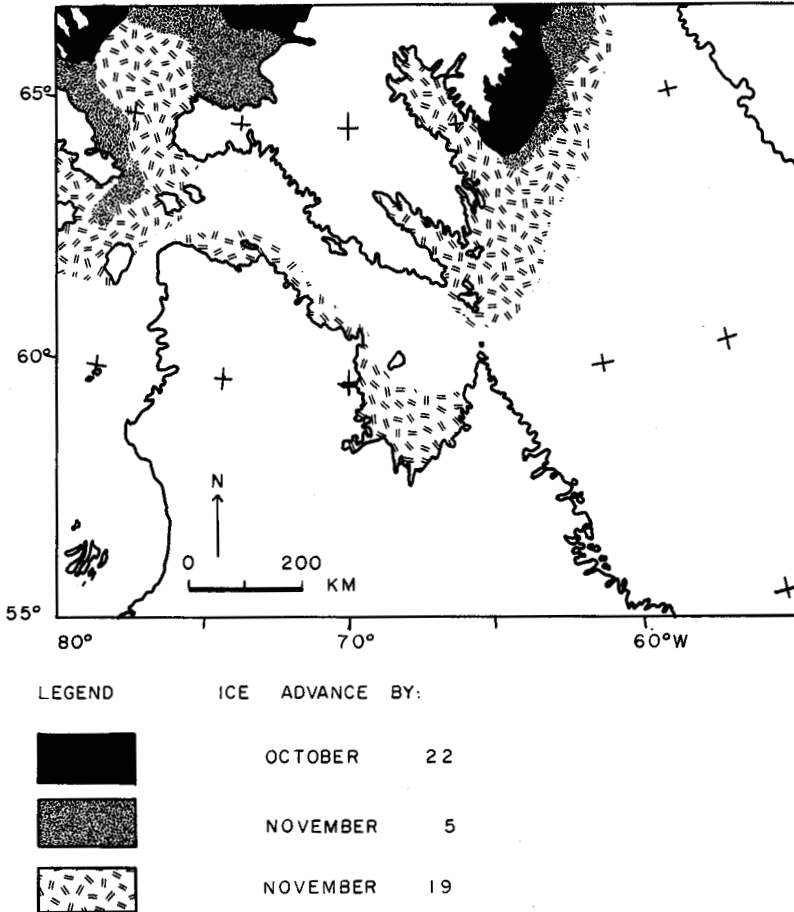 65°
60°
N
0 200
KM
55°
80° 70° 60°W
LEGEND ICE ADVANCE BY:
OCTOBER 22
NOVEMBER 5
NOVEMBER 19